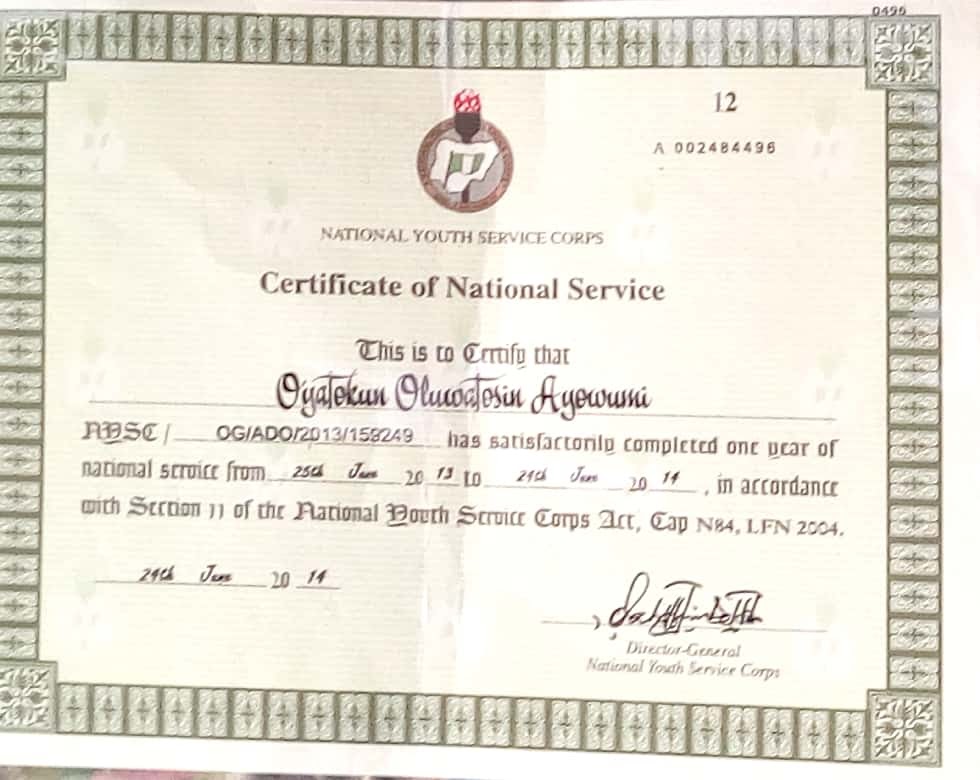 0496
12
A 002484496
NATIONAL YOUTH SERVICE CORPS
Certificate of National Service
This is to Certify that
Oyatokun Oluwatosin Ayowumi
NYSC/ OG/ADO/2013/158249 has satisfactorily completed one year of
national service from 25th June 20 13 to 24th June 20 14, in accordance
with Section 11 of the National Youth Service Corps Act, Cap N84, LFN 2004.
24th June 20 14
Director-General
National Youth Service Corps